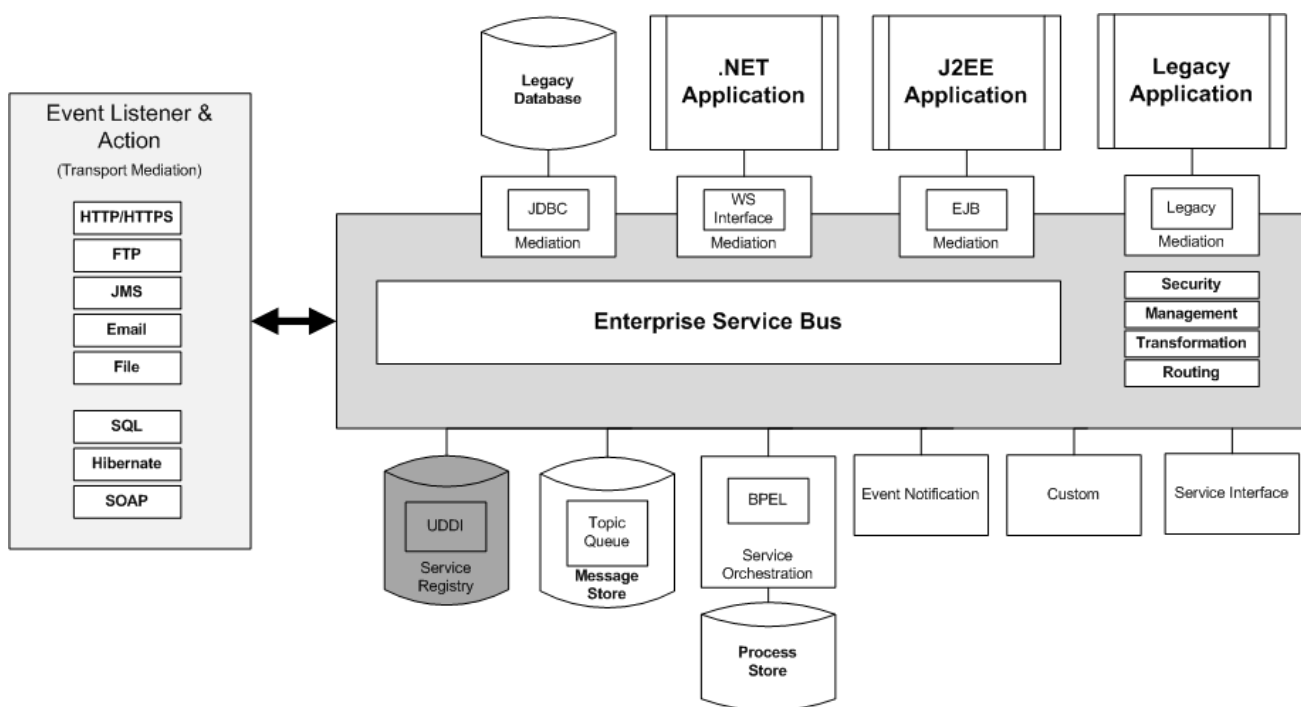 Event Listener &
Action
(Transport Mediation)
HTTP/HTTPS
FTP
JMS
Email
File
SQL
Hibernate
SOAP
Legacy
Database
.NET
Application
J2EE
Application
Legacy
Application
JDBC
Mediation
WS
Interface
Mediation
EJB
Mediation
Legacy
Mediation
Enterprise Service Bus
Security
Management
Transformation
Routing
UDDI
Service
Registry
Topic
Queue
Message
Store
BPEL
Service
Orchestration
Event Notification
Custom
Service Interface
Process
Store